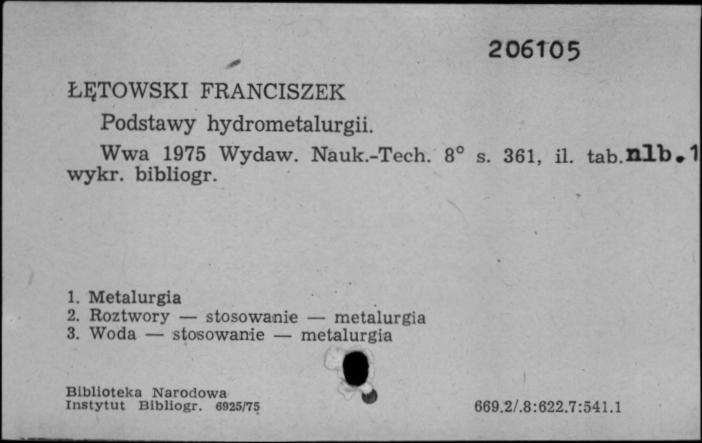 206105
ŁĘTOWSKI FRANCISZEK
Podstawy hydrometalurgii.
Wwa 1975 Wydaw. Nauk.-Tech. 8° s. 361, il. tab. nlb. 1
wykr. bibliogr.
1. Metalurgia
2. Roztwory — stosowanie — metalurgia
3. Woda — stosowanie — metalurgia
Biblioteka Narodowa
Instytut Bibliogr. 6925/75
669.2/.8:622.7:541.1